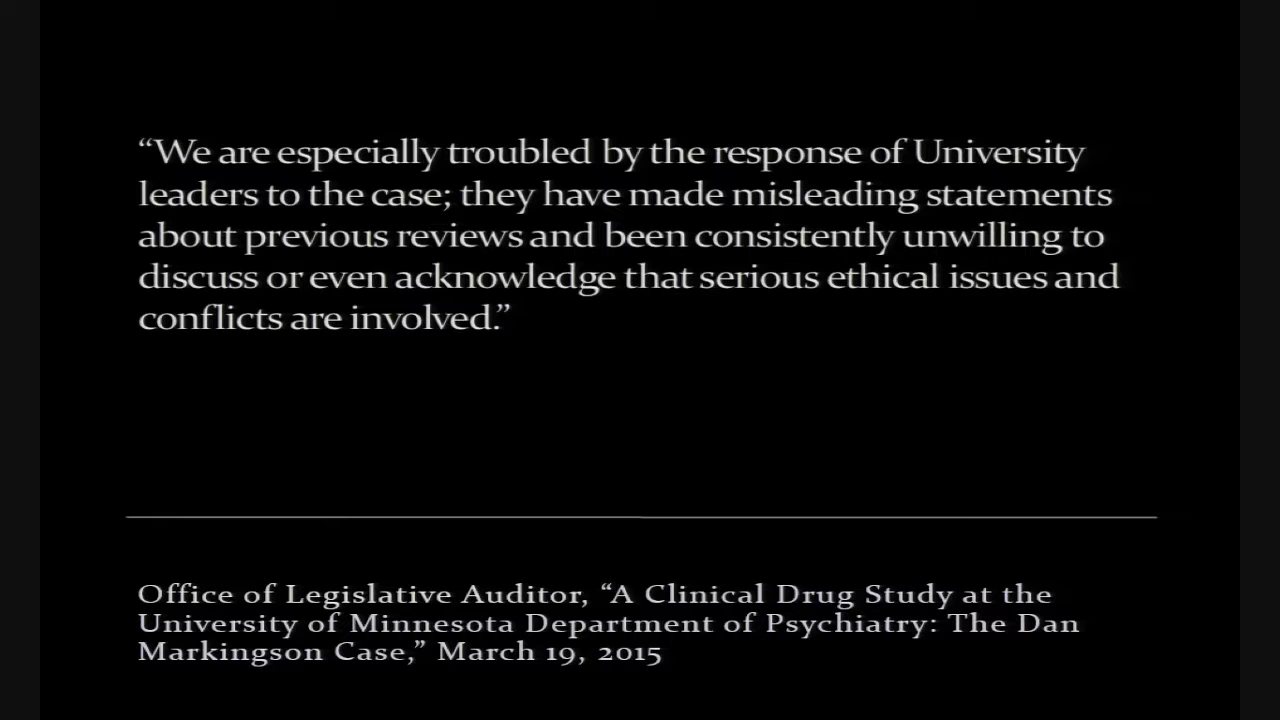 “We are especially troubled by the response of University
leaders to the case; they have made misleading statements
about previous reviews and been consistently unwilling to
discuss or even acknowledge that serious ethical issues and
conflicts are involved.”
Office of Legislative Auditor, “A Clinical Drug Study at the
University of Minnesota Department of Psychiatry: The Dan
Markingson Case,” March 19, 2015